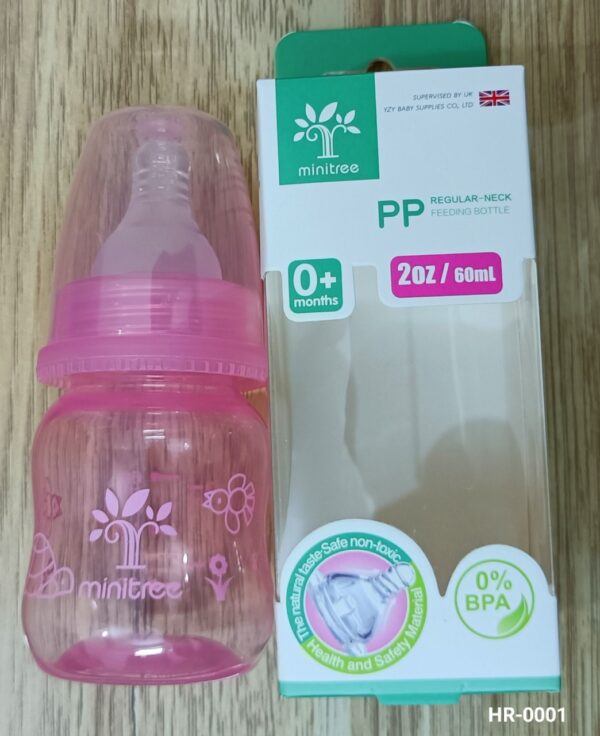 minitree
SUPERVISED BY UK
YZY BABY SUPPLIES CO., LTD
minitree
PP REGULAR-NECK
FEEDING BOTTLE
0+
months
2OZ / 60mL
The natural taste·Safe non-toxic
Health and Safety Material
0%
BPA
HR-0001